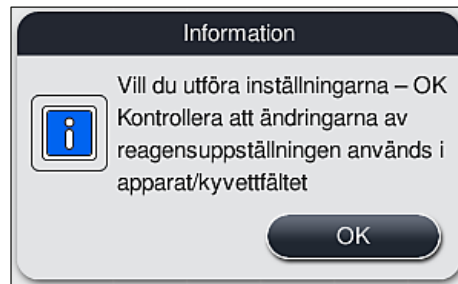 Information
Vill du utföra inställningarna – OK
Kontrollera att ändringarna av
reagensuppställningen används i
apparat/kyvettfältet
OK